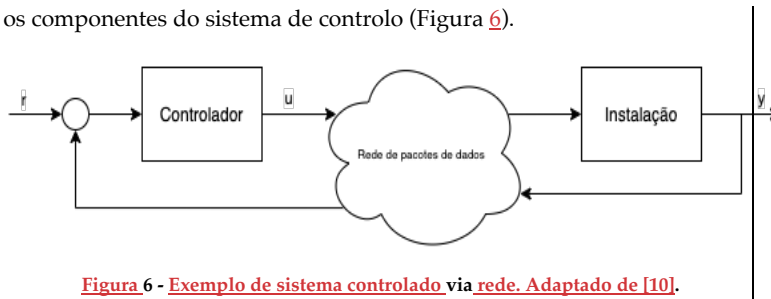 os componentes do sistema de controlo (Figura 6).
r
Controlador
u
Rede de pacotes de dados
Instalação
y
Figura 6 - Exemplo de sistema controlado via rede. Adaptado de [10].